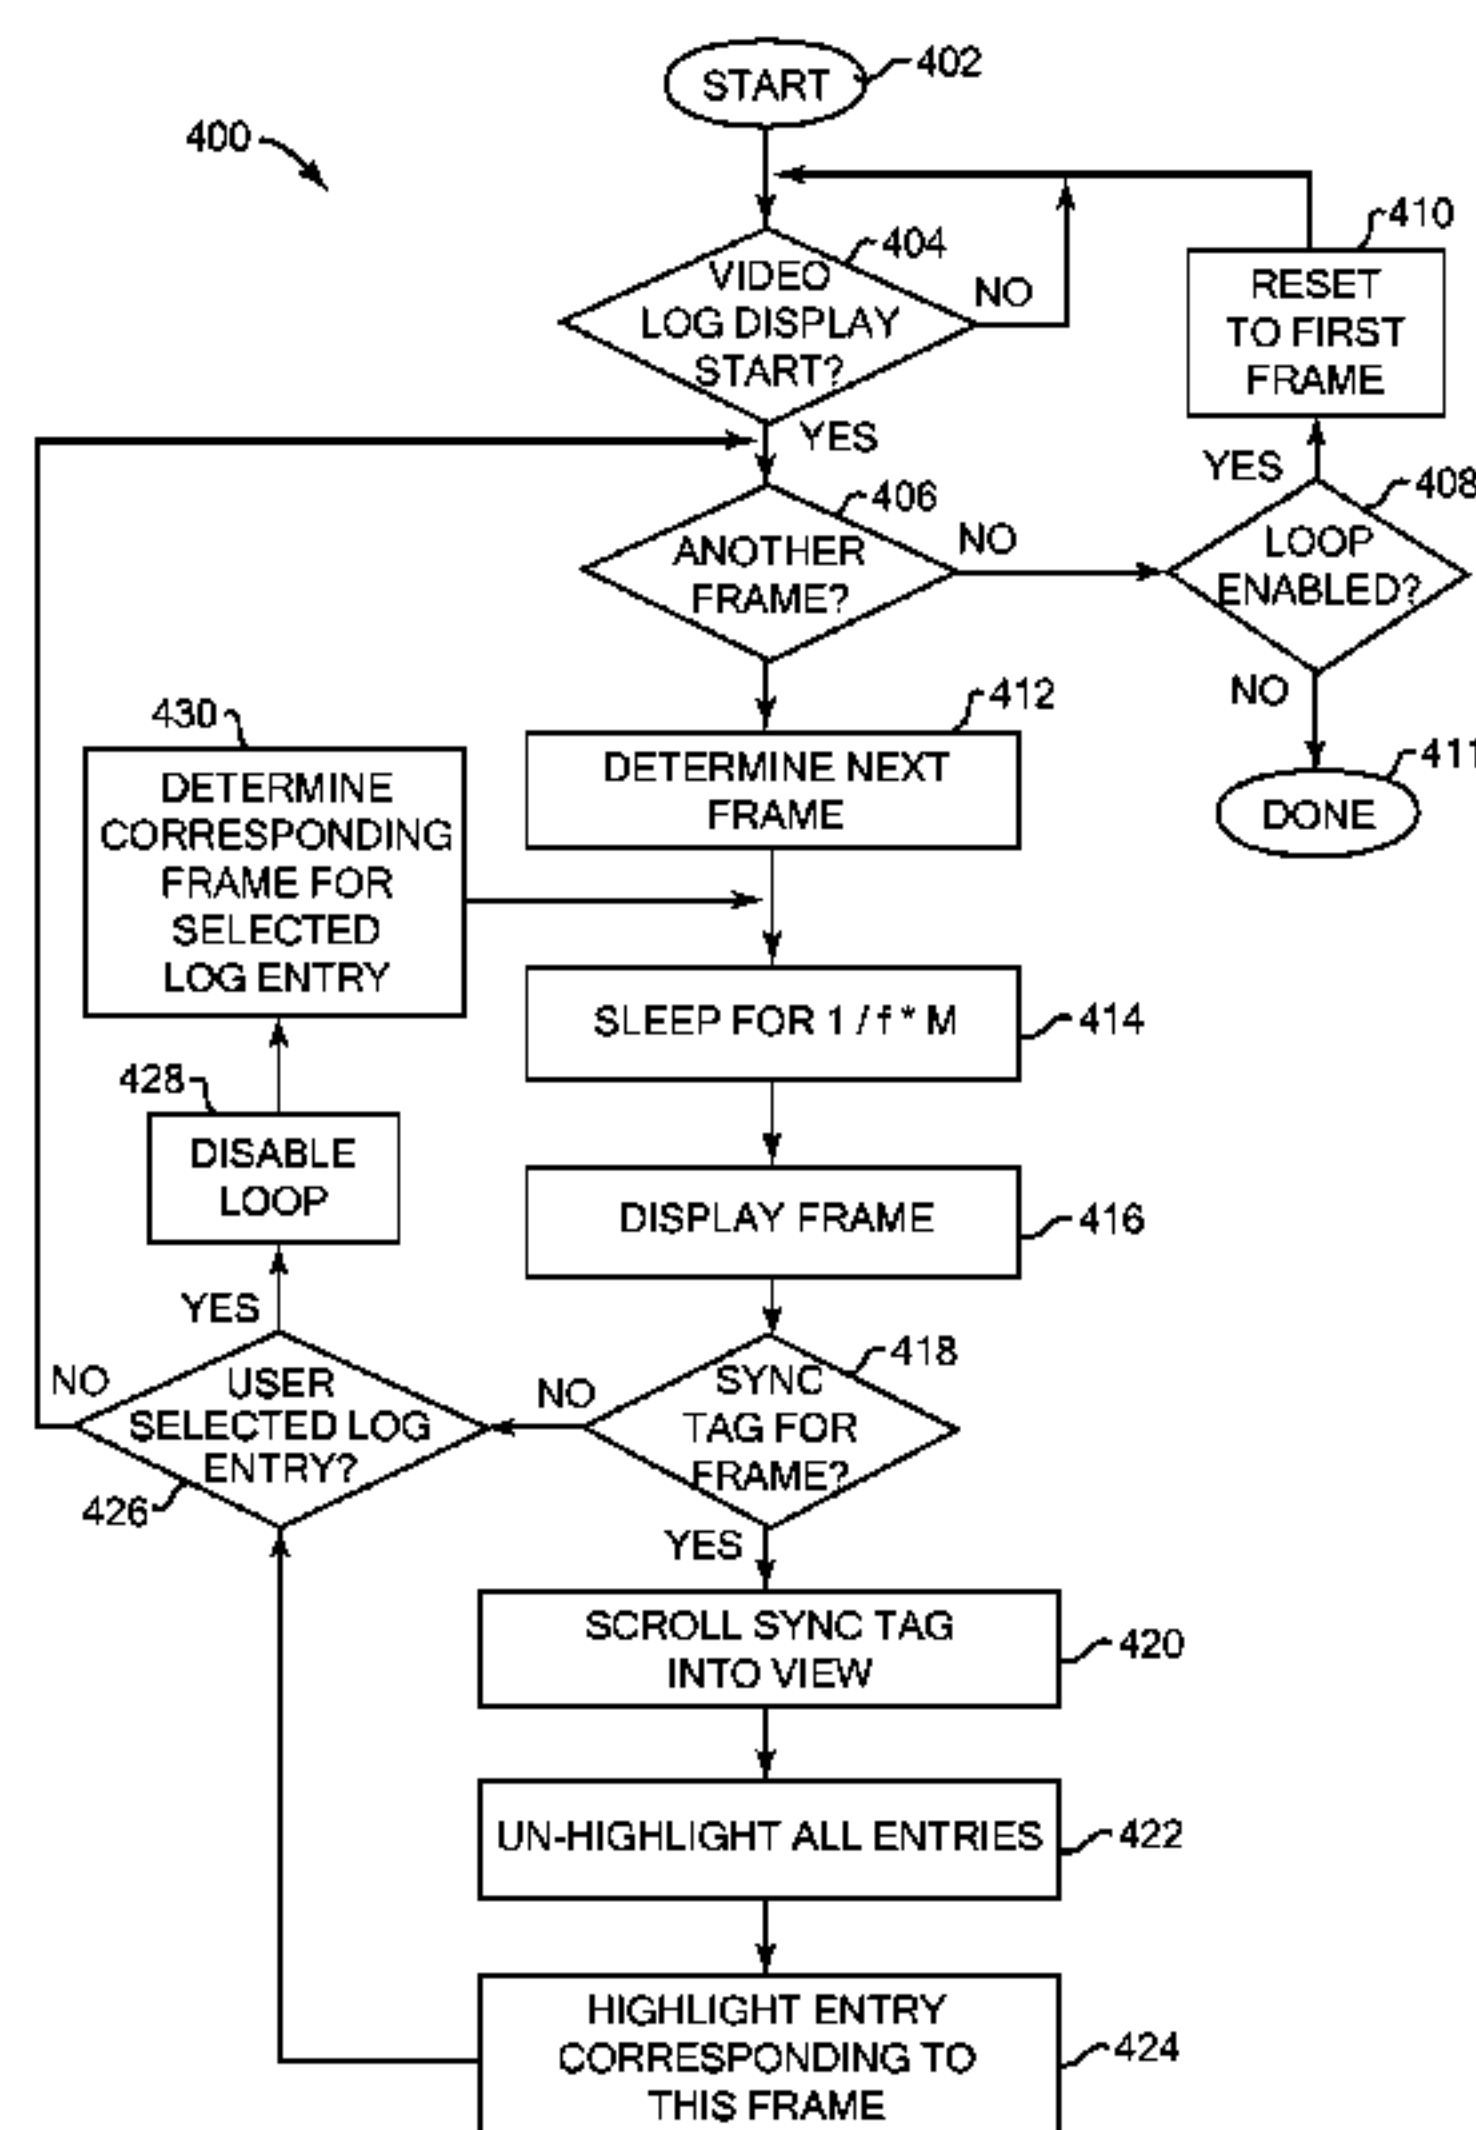 START
402
400
VIDEO
LOG DISPLAY
START?
404
NO
410
RESET
TO FIRST
FRAME
YES
406
ANOTHER
FRAME?
NO
YES
408
LOOP
ENABLED?
NO
411
DONE
412
DETERMINE NEXT
FRAME
430
DETERMINE
CORRESPONDING
FRAME FOR
SELECTED
LOG ENTRY
SLEEP FOR 1 / f * M
414
428
DISABLE
LOOP
DISPLAY FRAME
416
YES
NO
USER
SELECTED LOG
ENTRY?
426
NO
418
SYNC
TAG FOR
FRAME?
YES
SCROLL SYNC TAG
INTO VIEW
420
UN-HIGHLIGHT ALL ENTRIES
422
HIGHLIGHT ENTRY
CORRESPONDING TO
THIS FRAME
424